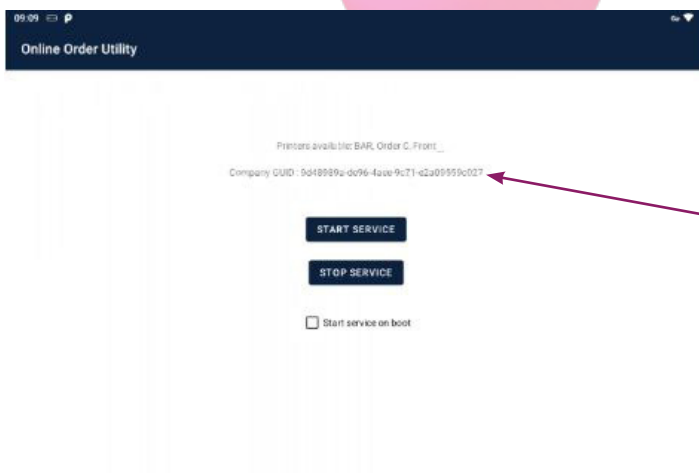 09:09
Online Order Utility
Printers available: BAR, Order C, Front_
Company GUID :
START SERVICE
STOP SERVICE
Start service on boot